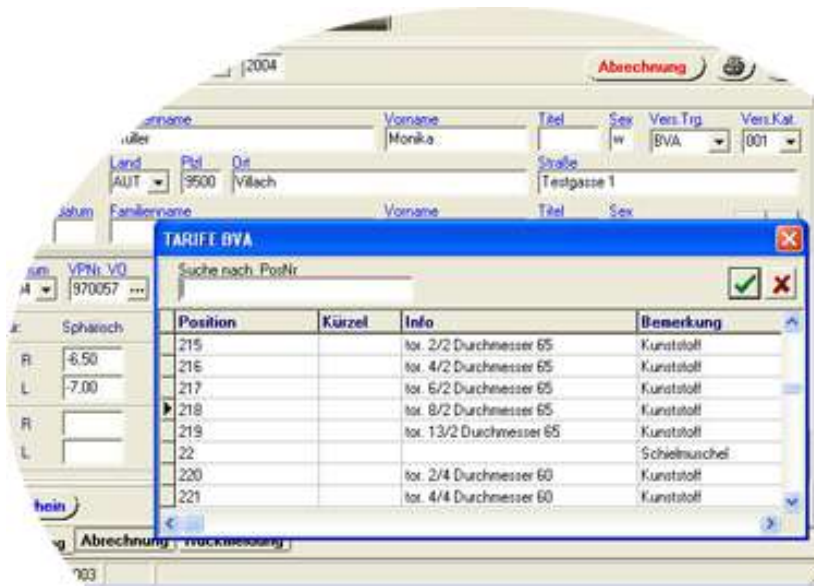 2004 Abrechnung
Vorname Titel Sex Vers.Trg. Vers.Kat.
Monika w BVA 001
Land Plzl Ort Straße
AUT 9500 Villach Testgasse 1
Familienname Vorname Titel Sex
TARIFE BVA
VPNr. VO Suche nach PosNr
970057 ...
Position Kürzel Info Bemerkung
Spharisch
215 tor. 2/2 Durchmesser 65 Kunststoff
R -6.50 216 tor. 4/2 Durchmesser 65 Kunststoff
L -7.00 217 tor. 6/2 Durchmesser 65 Kunststoff
218 tor. 8/2 Durchmesser 65 Kunststoff
R 219 tor. 13/2 Durchmesser 65 Kunststoff
L 22 Schielmuschel
220 tor. 2/4 Durchmesser 60 Kunststoff
221 tor. 4/4 Durchmesser 60 Kunststoff
Abrechnung